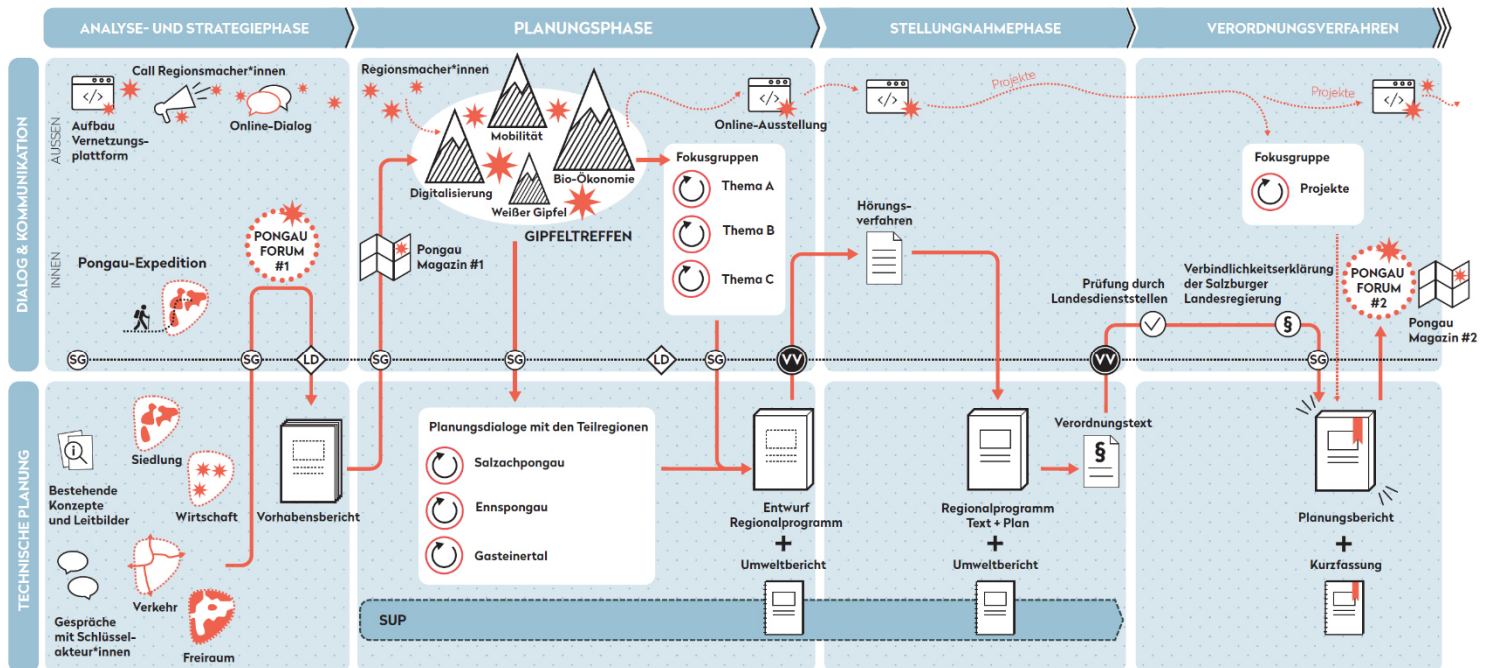 ANALYSE- UND STRATEGIEPHASE
PLANUNGSPHASE
STELLUNGNAHMEPHASE
VERORDNUNGSVERFAHREN
DIALOG & KOMMUNIKATION
AUSSEN
INNEN
</>
Call Regionsmacher*innen
Aufbau
Vernetzungs-
plattform
Online-Dialog
Pongau-Expedition
PONGAU
FORUM
#1
Regionsmacher*innen
Mobilität
Digitalisierung
Bio-Ökonomie
Weißer Gipfel
GIPFELTREFFEN
Pongau
Magazin #1
</>
Online-Ausstellung
Fokusgruppen
Thema A
Thema B
Thema C
</>
Projekte
Hörungs-
verfahren
Prüfung durch
Landesdienststellen
Verbindlichkeitserklärung
der Salzburger
Landesregierung
§
Projekte
</>
Fokusgruppe
Projekte
PONGAU
FORUM
#2
Pongau
Magazin #2
SG
SG
LD
SG
SG
LD
SG
VV
VV
SG
TECHNISCHE PLANUNG
Siedlung
Bestehende
Konzepte
und Leitbilder
Wirtschaft
Verkehr
Gespräche
mit Schlüssel-
akteur*innen
Freiraum
Vorhabensbericht
Planungsdialoge mit den Teilregionen
Salzachpongau
Ennspongau
Gasteinertal
Entwurf
Regionalprogramm
+
Umweltbericht
Regionalprogramm
Text + Plan
+
Umweltbericht
Verordnungstext
§
Planungsbericht
+
Kurzfassung
SUP